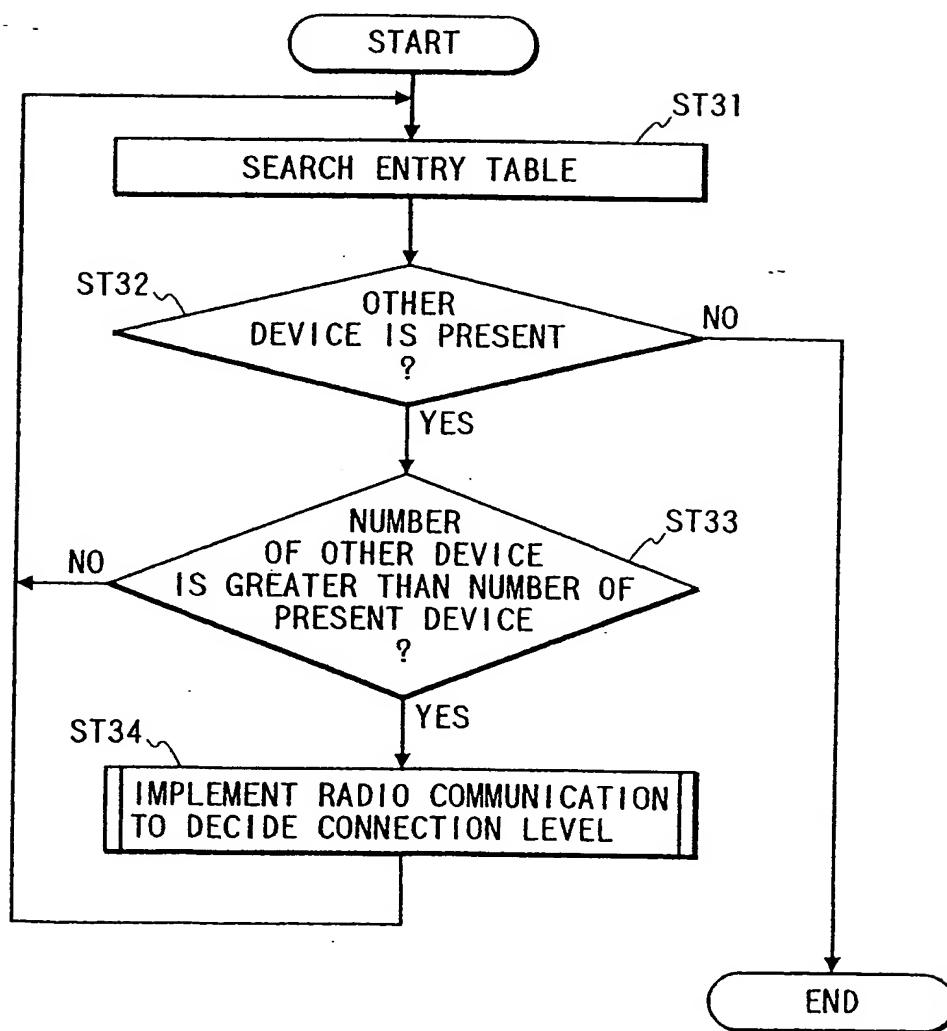 START
ST31
SEARCH ENTRY TABLE
ST32
OTHER
DEVICE IS PRESENT
?
NO
YES
NUMBER
OF OTHER DEVICE
IS GREATER THAN NUMBER OF
PRESENT DEVICE
?
ST33
NO
YES
ST34
IMPLEMENT RADIO COMMUNICATION
TO DECIDE CONNECTION LEVEL
END